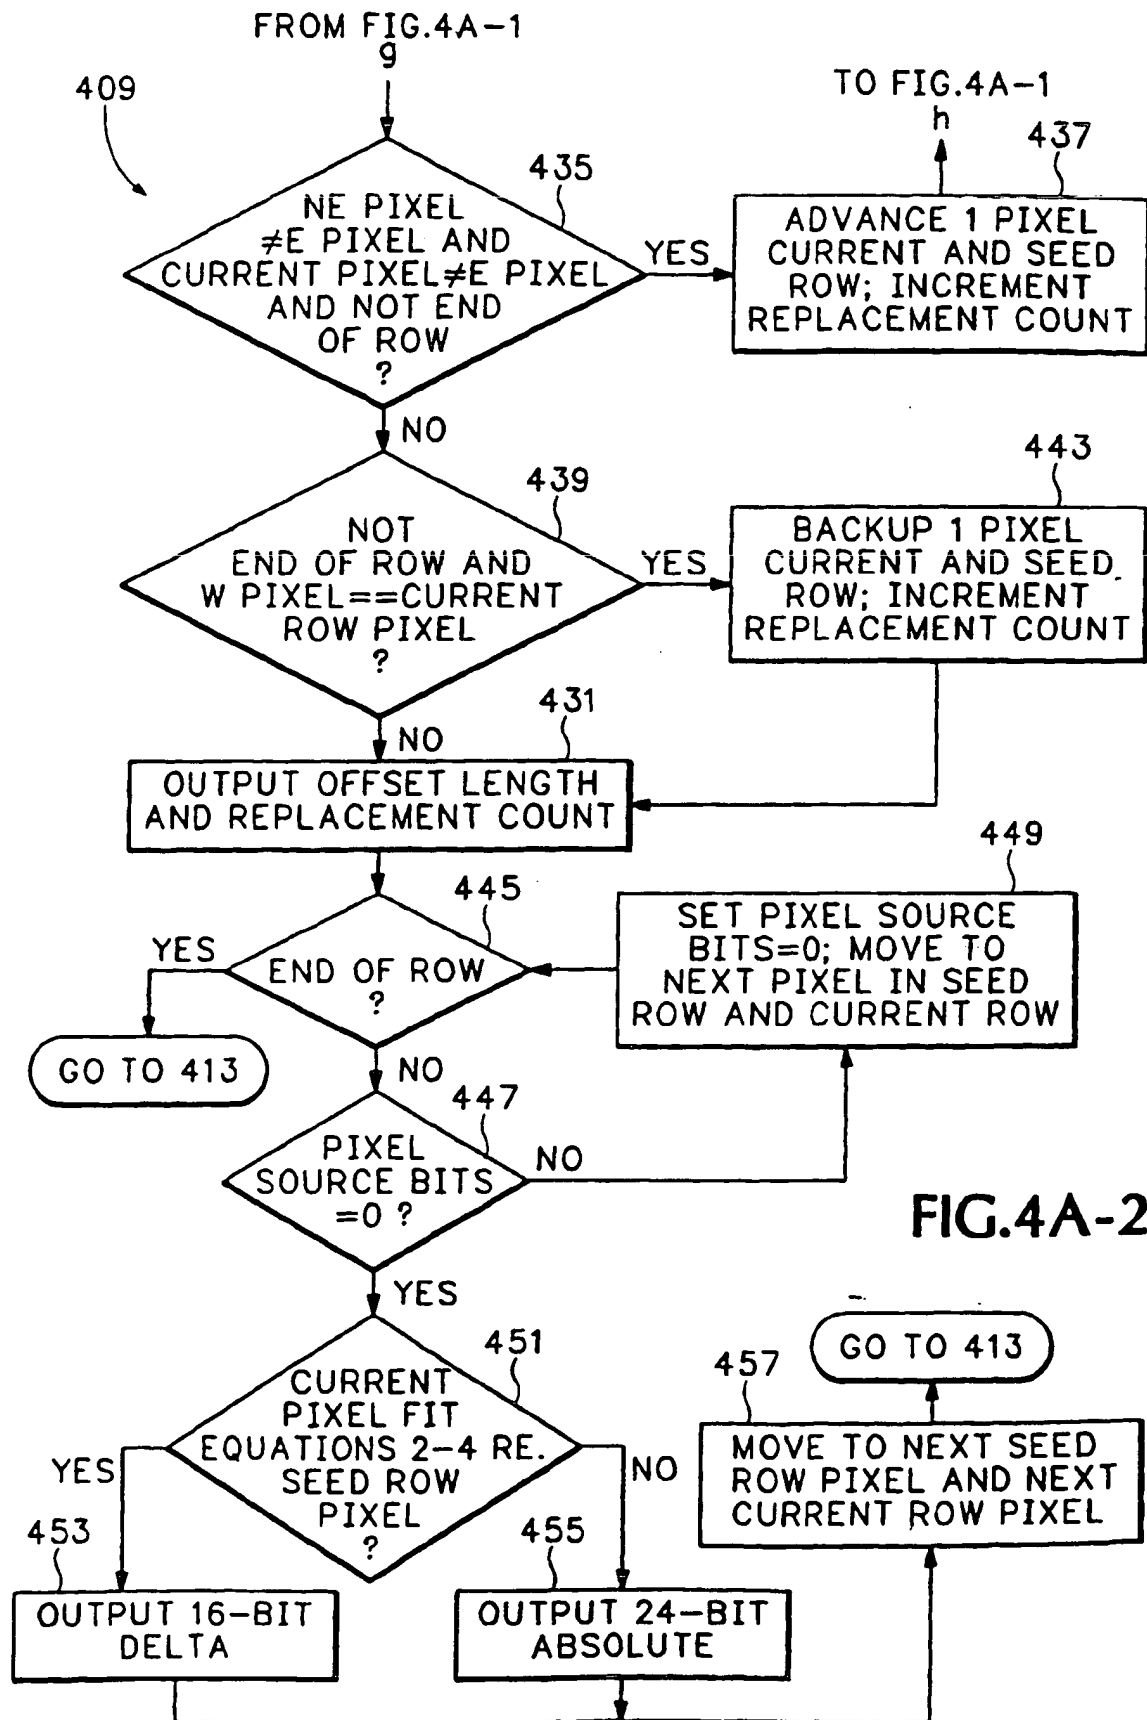 FROM FIG.4A-1
g
409
TO FIG.4A-1
h
437
435
NE PIXEL
≠E PIXEL AND
CURRENT PIXEL≠E PIXEL
AND NOT END
OF ROW
?
YES
ADVANCE 1 PIXEL
CURRENT AND SEED
ROW; INCREMENT
REPLACEMENT COUNT
NO
439
443
NOT
END OF ROW AND
W PIXEL==CURRENT
ROW PIXEL
?
YES
BACKUP 1 PIXEL
CURRENT AND SEED
ROW; INCREMENT
REPLACEMENT COUNT
NO
431
OUTPUT OFFSET LENGTH
AND REPLACEMENT COUNT
445
449
YES
END OF ROW
?
SET PIXEL SOURCE
BITS=0; MOVE TO
NEXT PIXEL IN SEED
ROW AND CURRENT ROW
GO TO 413
NO
447
PIXEL
SOURCE BITS
=0 ?
NO
FIG.4A-2
YES
451
CURRENT
PIXEL FIT
EQUATIONS 2-4 RE.
SEED ROW
PIXEL
?
YES
NO
GO TO 413
457
MOVE TO NEXT SEED
ROW PIXEL AND NEXT
CURRENT ROW PIXEL
453
455
OUTPUT 16-BIT
DELTA
OUTPUT 24-BIT
ABSOLUTE